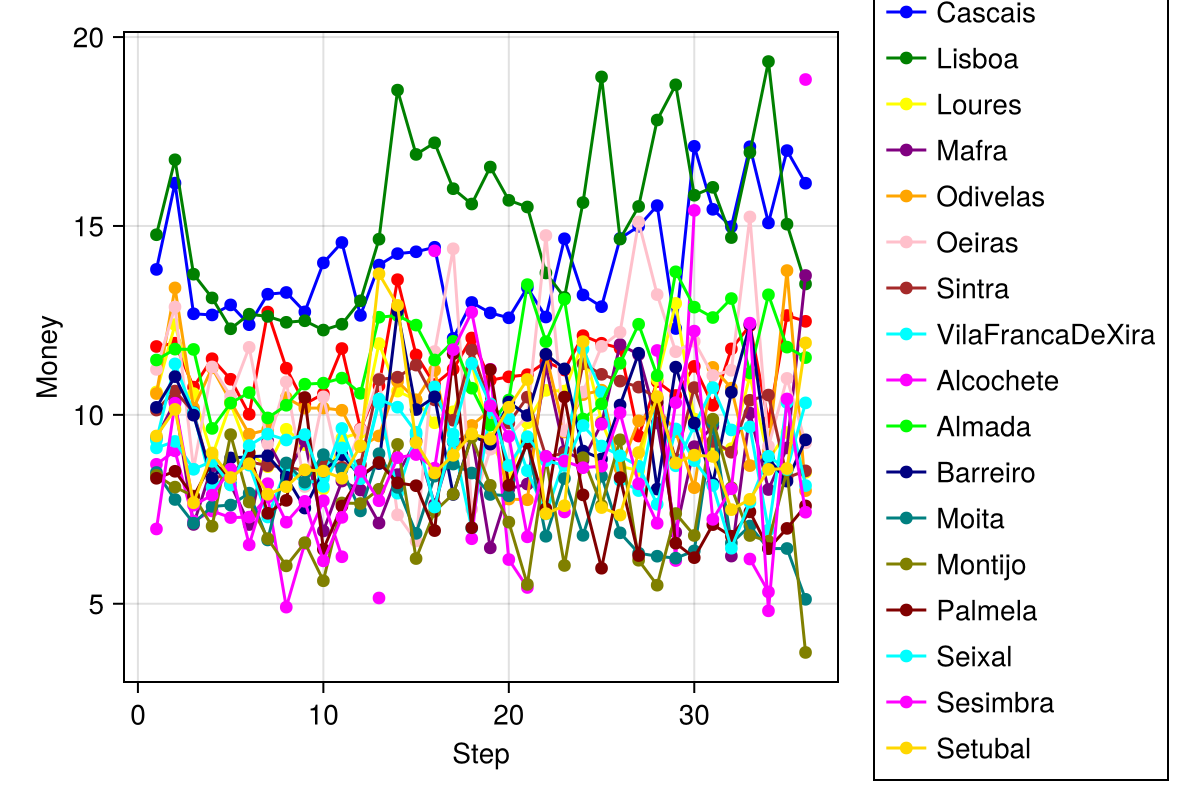 20
15
10
5
0
10
20
30
Money
Step
Cascais
Lisboa
Loures
Mafra
Odivelas
Oeiras
Sintra
VilaFrancaDeXira
Alcochete
Almada
Barreiro
Moita
Montijo
Palmela
Seixal
Sesimbra
Setubal